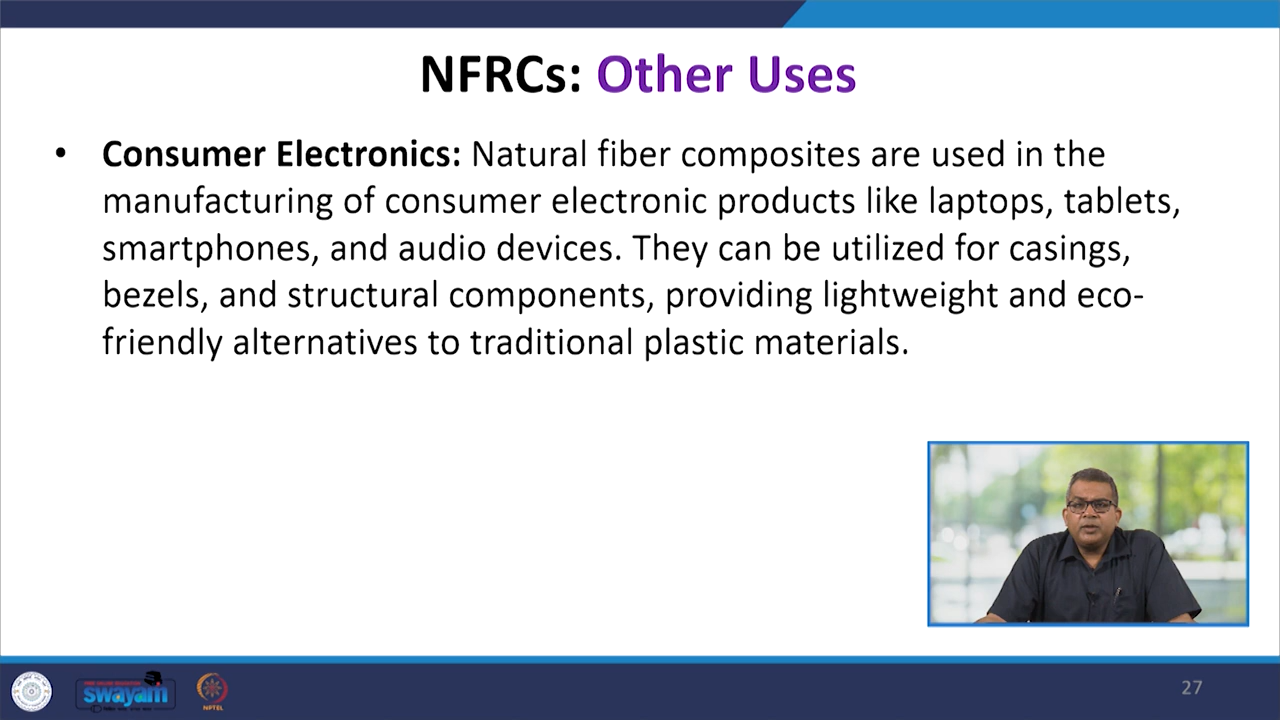 NFRCs: Other Uses
• Consumer Electronics: Natural fiber composites are used in the
manufacturing of consumer electronic products like laptops, tablets,
smartphones, and audio devices. They can be utilized for casings,
bezels, and structural components, providing lightweight and eco-
friendly alternatives to traditional plastic materials.
swayam
NPTEL
27